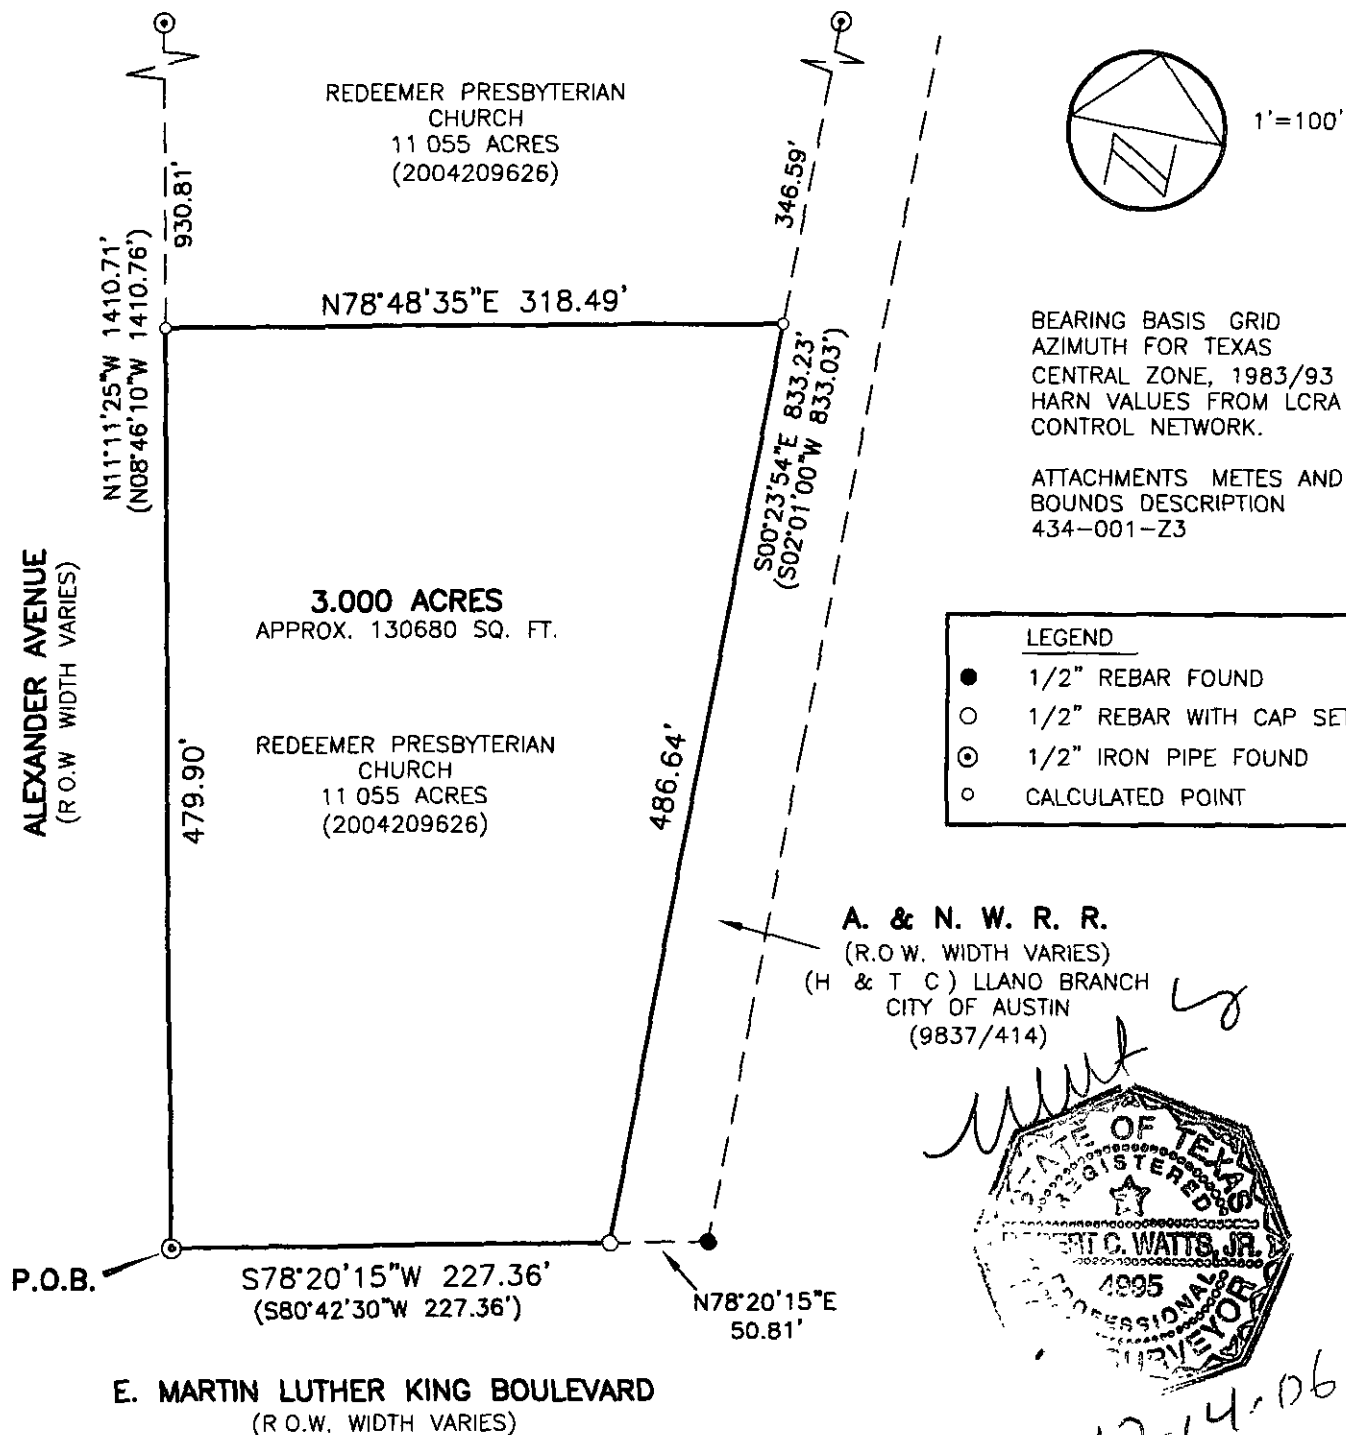 REDEEMER PRESBYTERIAN
CHURCH
11 055 ACRES
(2004209626)
1'=100'
930.81'
346.59'
N11°11'25"W 1410.71'
(N08°46'10"W 1410.76')
N78°48'35"E 318.49'
S00°23'54"E 833.23'
(S02°01'00"W 833.03')
BEARING BASIS GRID
AZIMUTH FOR TEXAS
CENTRAL ZONE, 1983/93
HARN VALUES FROM LCRA
CONTROL NETWORK.
ATTACHMENTS METES AND
BOUNDS DESCRIPTION
434-001-Z3
ALEXANDER AVENUE
(R O.W WIDTH VARIES)
3.000 ACRES
APPROX. 130680 SQ. FT.
LEGEND
1/2" REBAR FOUND
1/2" REBAR WITH CAP SET
1/2" IRON PIPE FOUND
CALCULATED POINT
REDEEMER PRESBYTERIAN
CHURCH
11 055 ACRES
(2004209626)
479.90'
486.64'
A. & N. W. R. R.
(R.O W. WIDTH VARIES)
(H & T C ) LLANO BRANCH
CITY OF AUSTIN
(9837/414)
STATE OF TEXAS
REGISTERED
C. WATTS, JR.
4995
PROFESSIONAL
SURVEYOR
P.O.B.
S78°20'15"W 227.36'
(S80°42'30"W 227.36')
N78°20'15"E
50.81'
E. MARTIN LUTHER KING BOULEVARD
(R O.W. WIDTH VARIES)